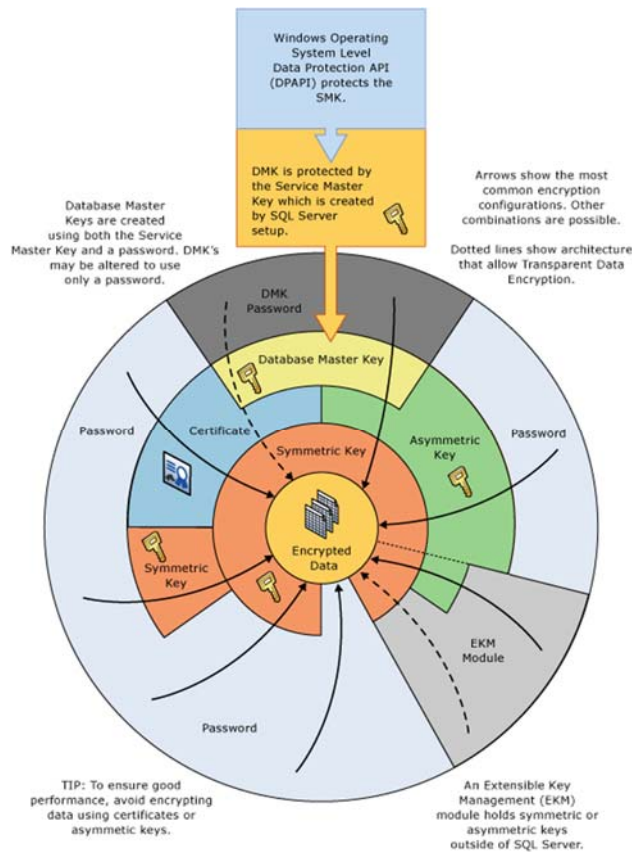 Windows Operating
System Level
Data Protection API
(DPAPI) protects the
SMK.
DMK is protected by
the Service Master
Key which is created
by SQL Server
setup.
Database Master
Keys are created
using both the Service
Master Key and a password. DMK's
may be altered to use
only a password.
Arrows show the most
common encryption
configurations. Other
combinations are possible.
Dotted lines show architecture
that allow Transparent Data
Encryption.
DMK
Password
Database Master Key
Password
Certificate
Symmetric Key
Asymmetric
Key
Password
Encrypted
Data
Symmetric
Key
EKM
Module
Password
TIP: To ensure good
performance, avoid encrypting
data using certificates or
asymmetic keys.
An Extensible Key
Management (EKM)
module holds symmetric or
asymmetric keys
outside of SQL Server.